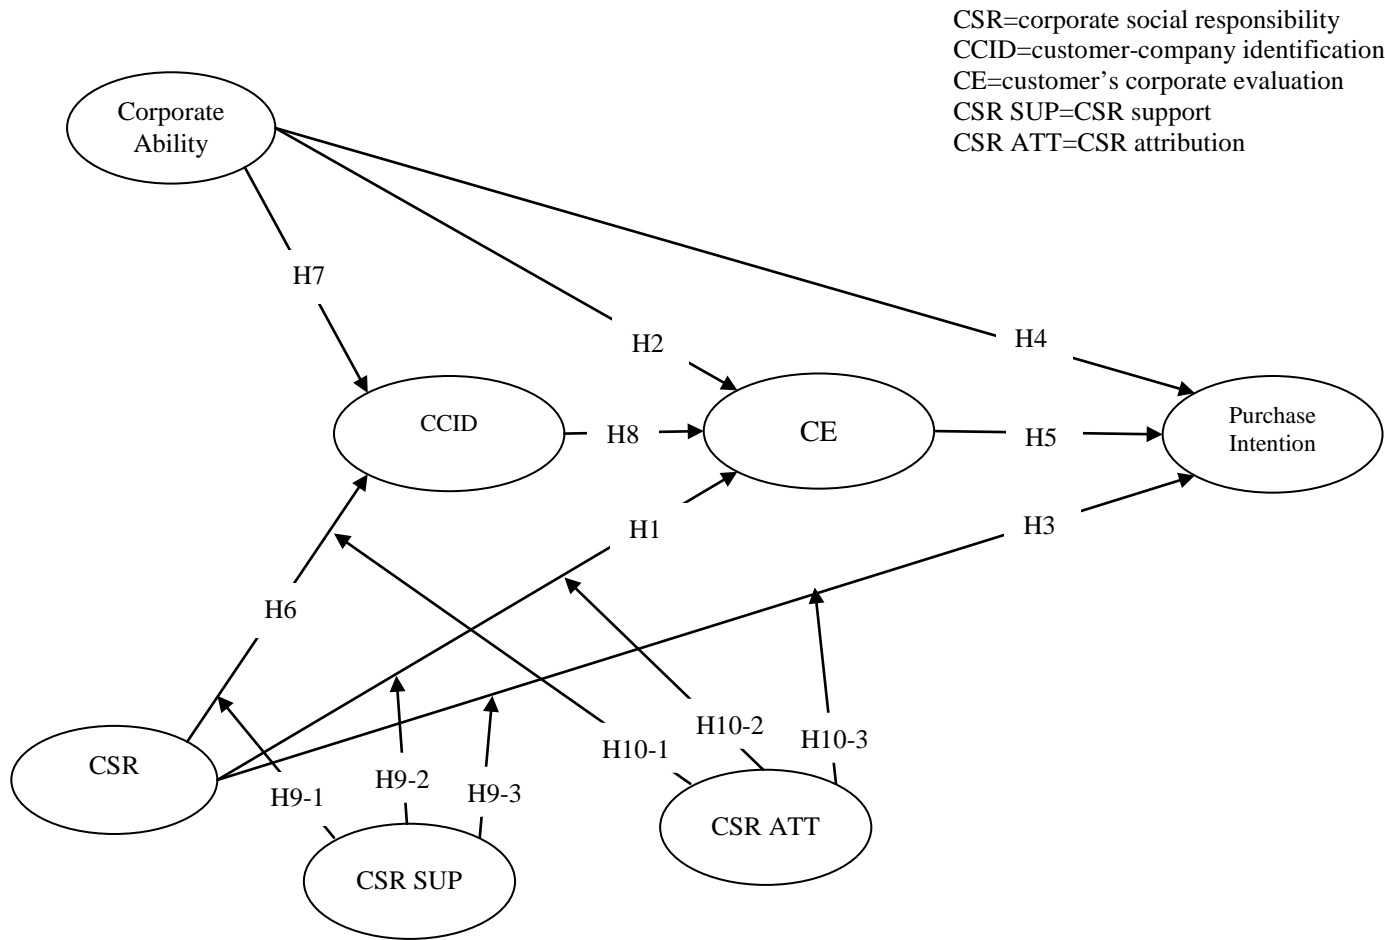 CSR=corporate social responsibility
CCID=customer-company identification
CE=customer’s corporate evaluation
CSR SUP=CSR support
CSR ATT=CSR attribution
Corporate
Ability
H7
H2
H4
CCID
H8
CE
H5
Purchase
Intention
H1
H3
H6
CSR
H9-1
H9-2
H9-3
H10-1
H10-2
H10-3
CSR ATT
CSR SUP